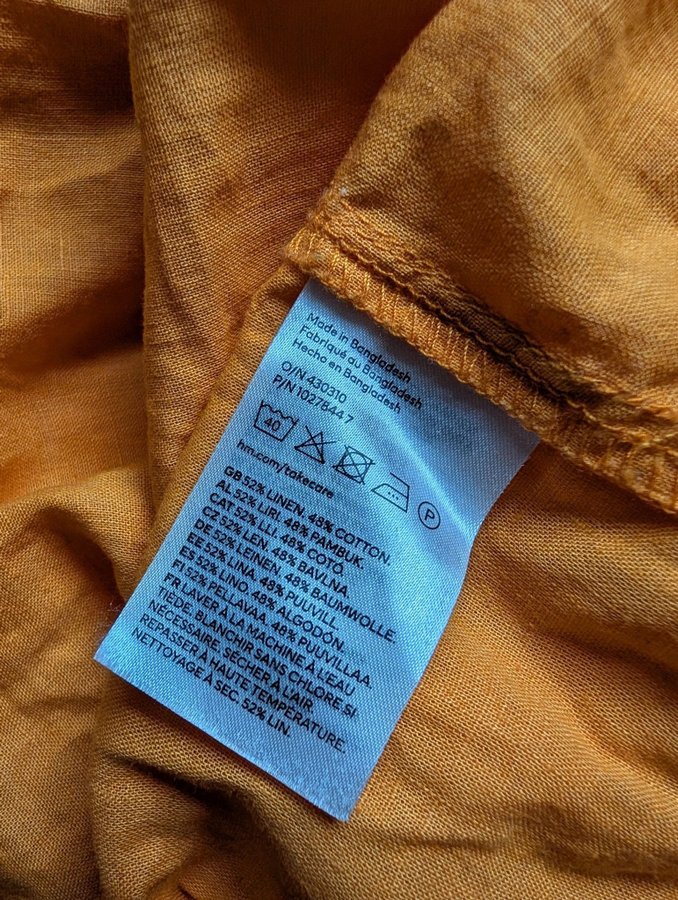 Made in Bangladesh
Fabriqué au Bangladesh
Hecho en Bangladesh
O/N 430310
P/N 1027844.7
40
P
hm.com/takecare
GB 52% LINEN. 48% COTTON.
AL 52% LIRI. 48% PAMBUK.
CAT 52% LLI. 48% COTÓ.
CZ 52% LEN. 48% BAVLNA.
DE 52% LEINEN. 48% BAUMWOLLE.
EE 52% LINA. 48% PUUVILL.
ES 52% LINO. 48% ALGODÓN.
FI 52% PELLAVAA. 48% PUUVILLAA.
FR LAVER À LA MACHINE À L'EAU
TIÈDE. BLANCHIR SANS CHLORE SI
NÉCESSAIRE. SÉCHER À L'AIR.
REPASSER À HAUTE TEMPÉRATURE.
NETTOYAGE À SEC. 52% LIN.